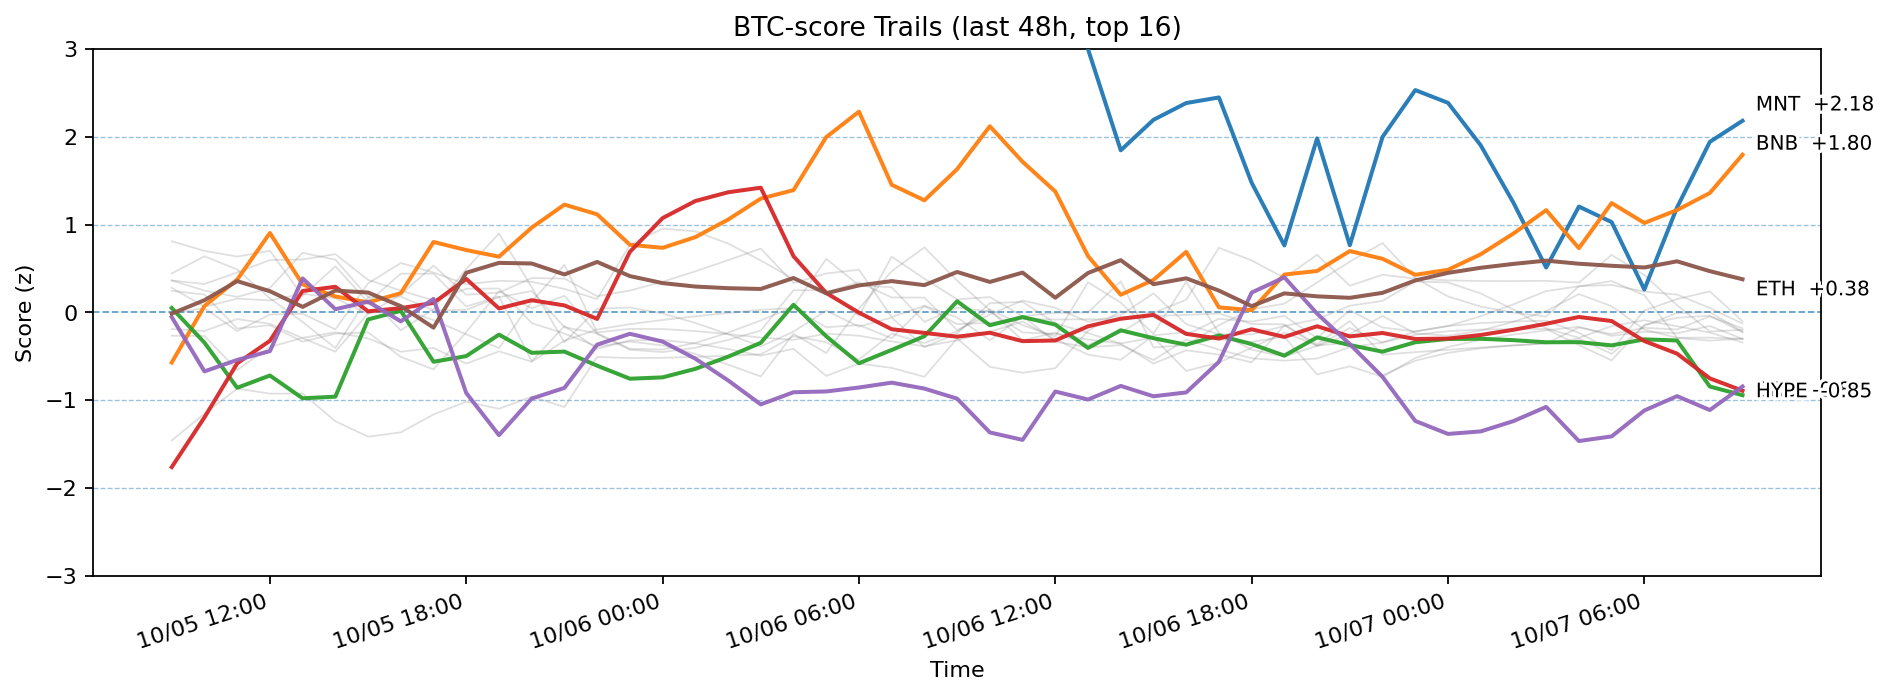 BTC-score Trails (last 48h, top 16)
Score (z)
3
2
1
0
−1
−2
−3
MNT +2.18
BNB +1.80
ETH +0.38
HYPE -0.85
10/05 12:00
10/05 18:00
10/06 00:00
10/06 06:00
10/06 12:00
10/06 18:00
10/07 00:00
10/07 06:00
Time